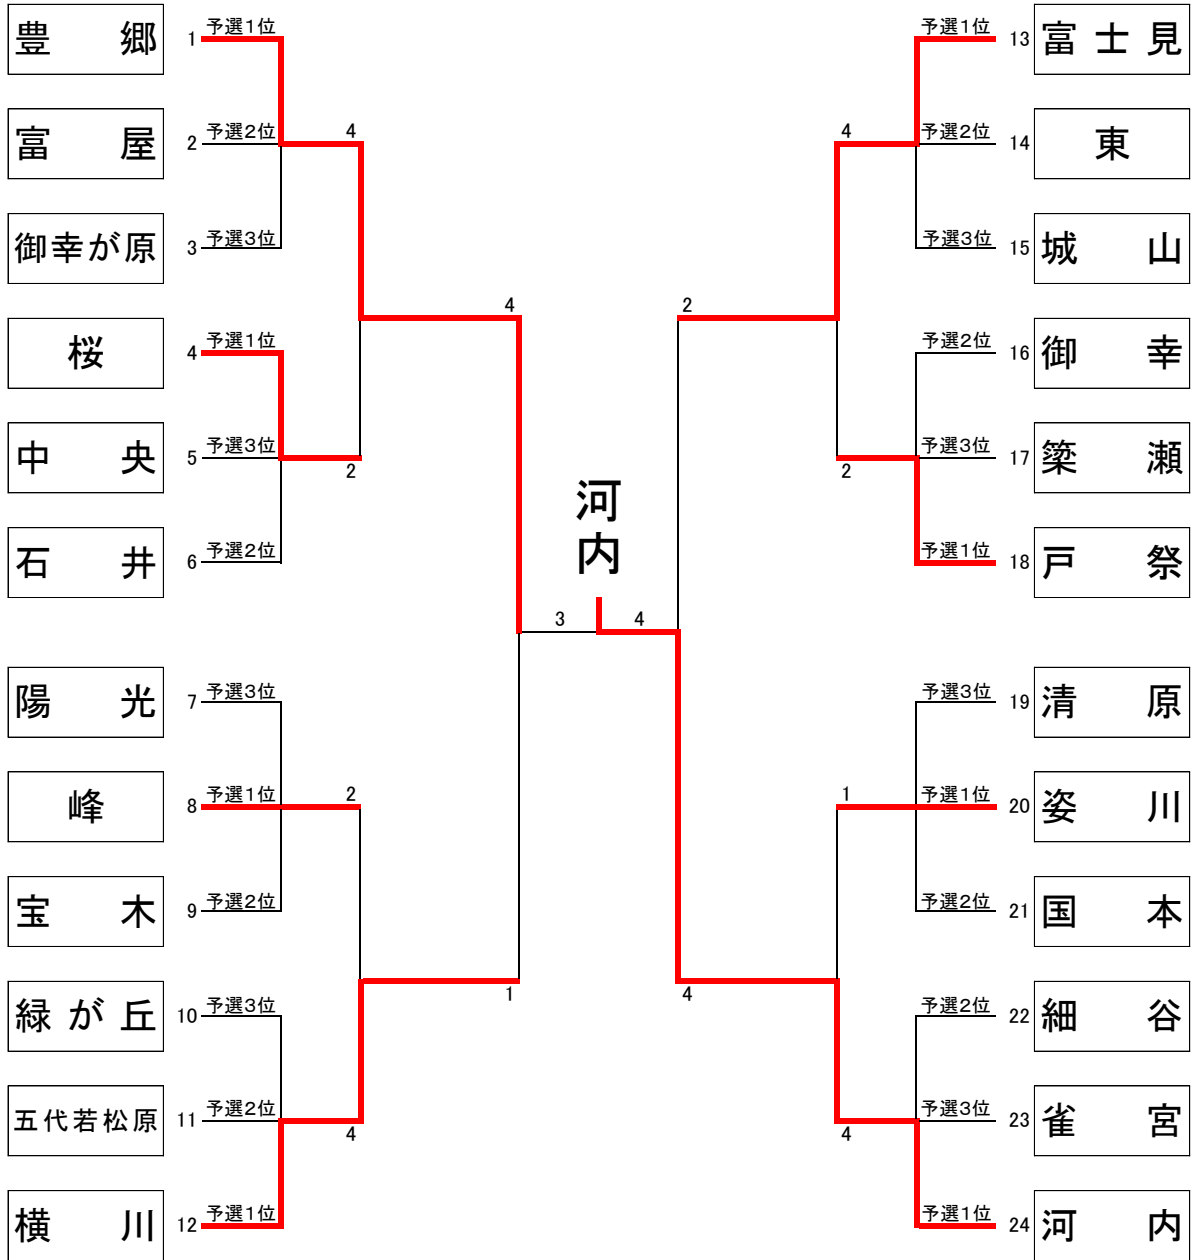 豊郷 1 予選1位
富屋 2 予選2位
4
御幸が原 3 予選3位
4
桜 4 予選1位
中央 5 予選3位
2
石井 6 予選2位
陽光 7 予選3位
峰 8 予選1位
2
宝木 9 予選2位
1
緑が丘 10 予選3位
五代若松原 11 予選2位
4
横川 12 予選1位
河内
3 4
予選1位 13 富士見
4
予選2位 14 東
予選3位 15 城山
2
予選2位 16 御幸
予選3位 17 簗瀬
2
予選1位 18 戸祭
予選3位 19 清原
1
予選1位 20 姿川
予選2位 21 国本
4
予選2位 22 細谷
予選3位 23 雀宮
4
予選1位 24 河内